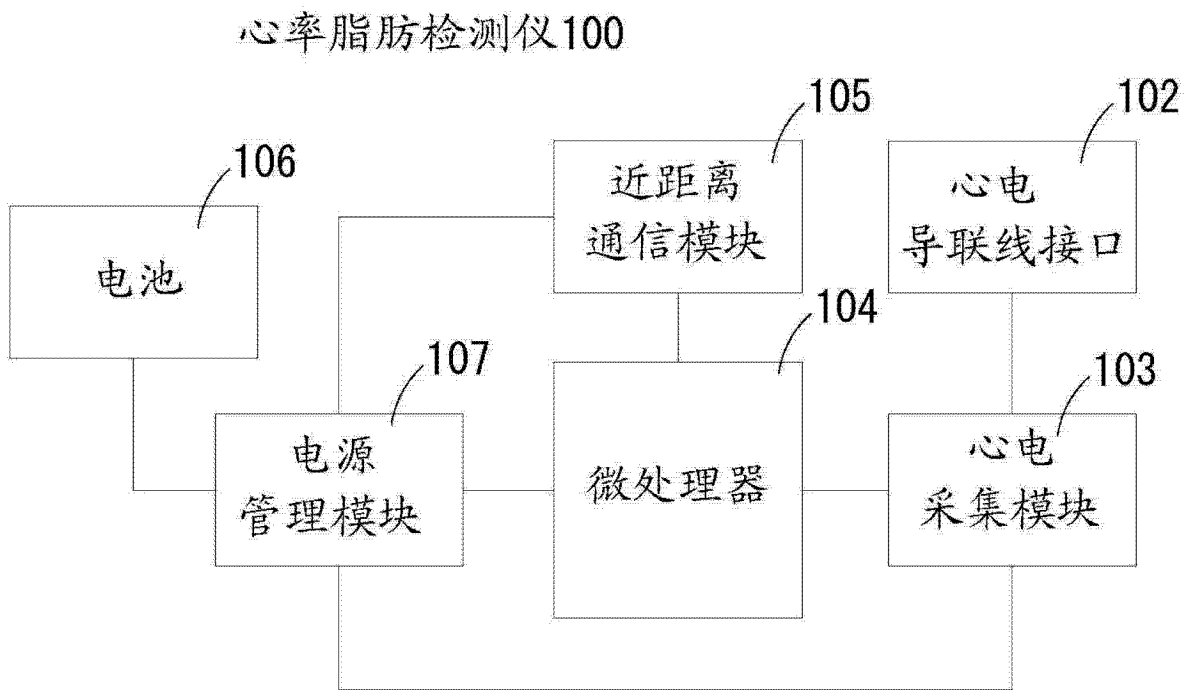 心率脂肪检测仪100
105
102
106
近距离
通信模块
心电
导联线接口
电池
104
107
103
电源
管理模块
微处理器
心电
采集模块